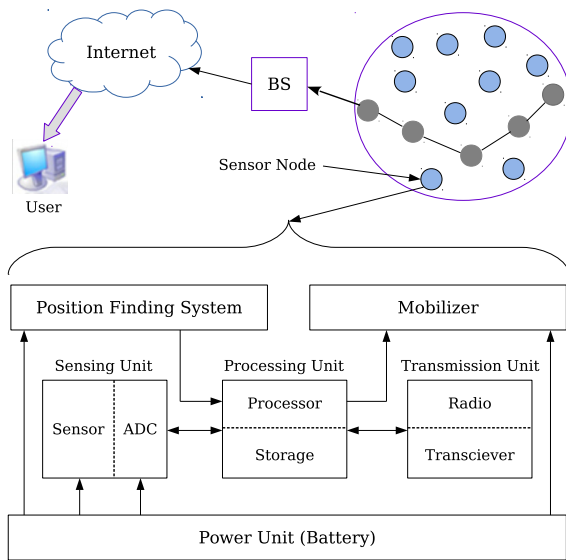 Internet
BS
Sensor Node
User
Position Finding System
Mobilizer
Sensing Unit
Processing Unit
Transmission Unit
Sensor
ADC
Processor
Storage
Radio
Transciever
Power Unit (Battery)